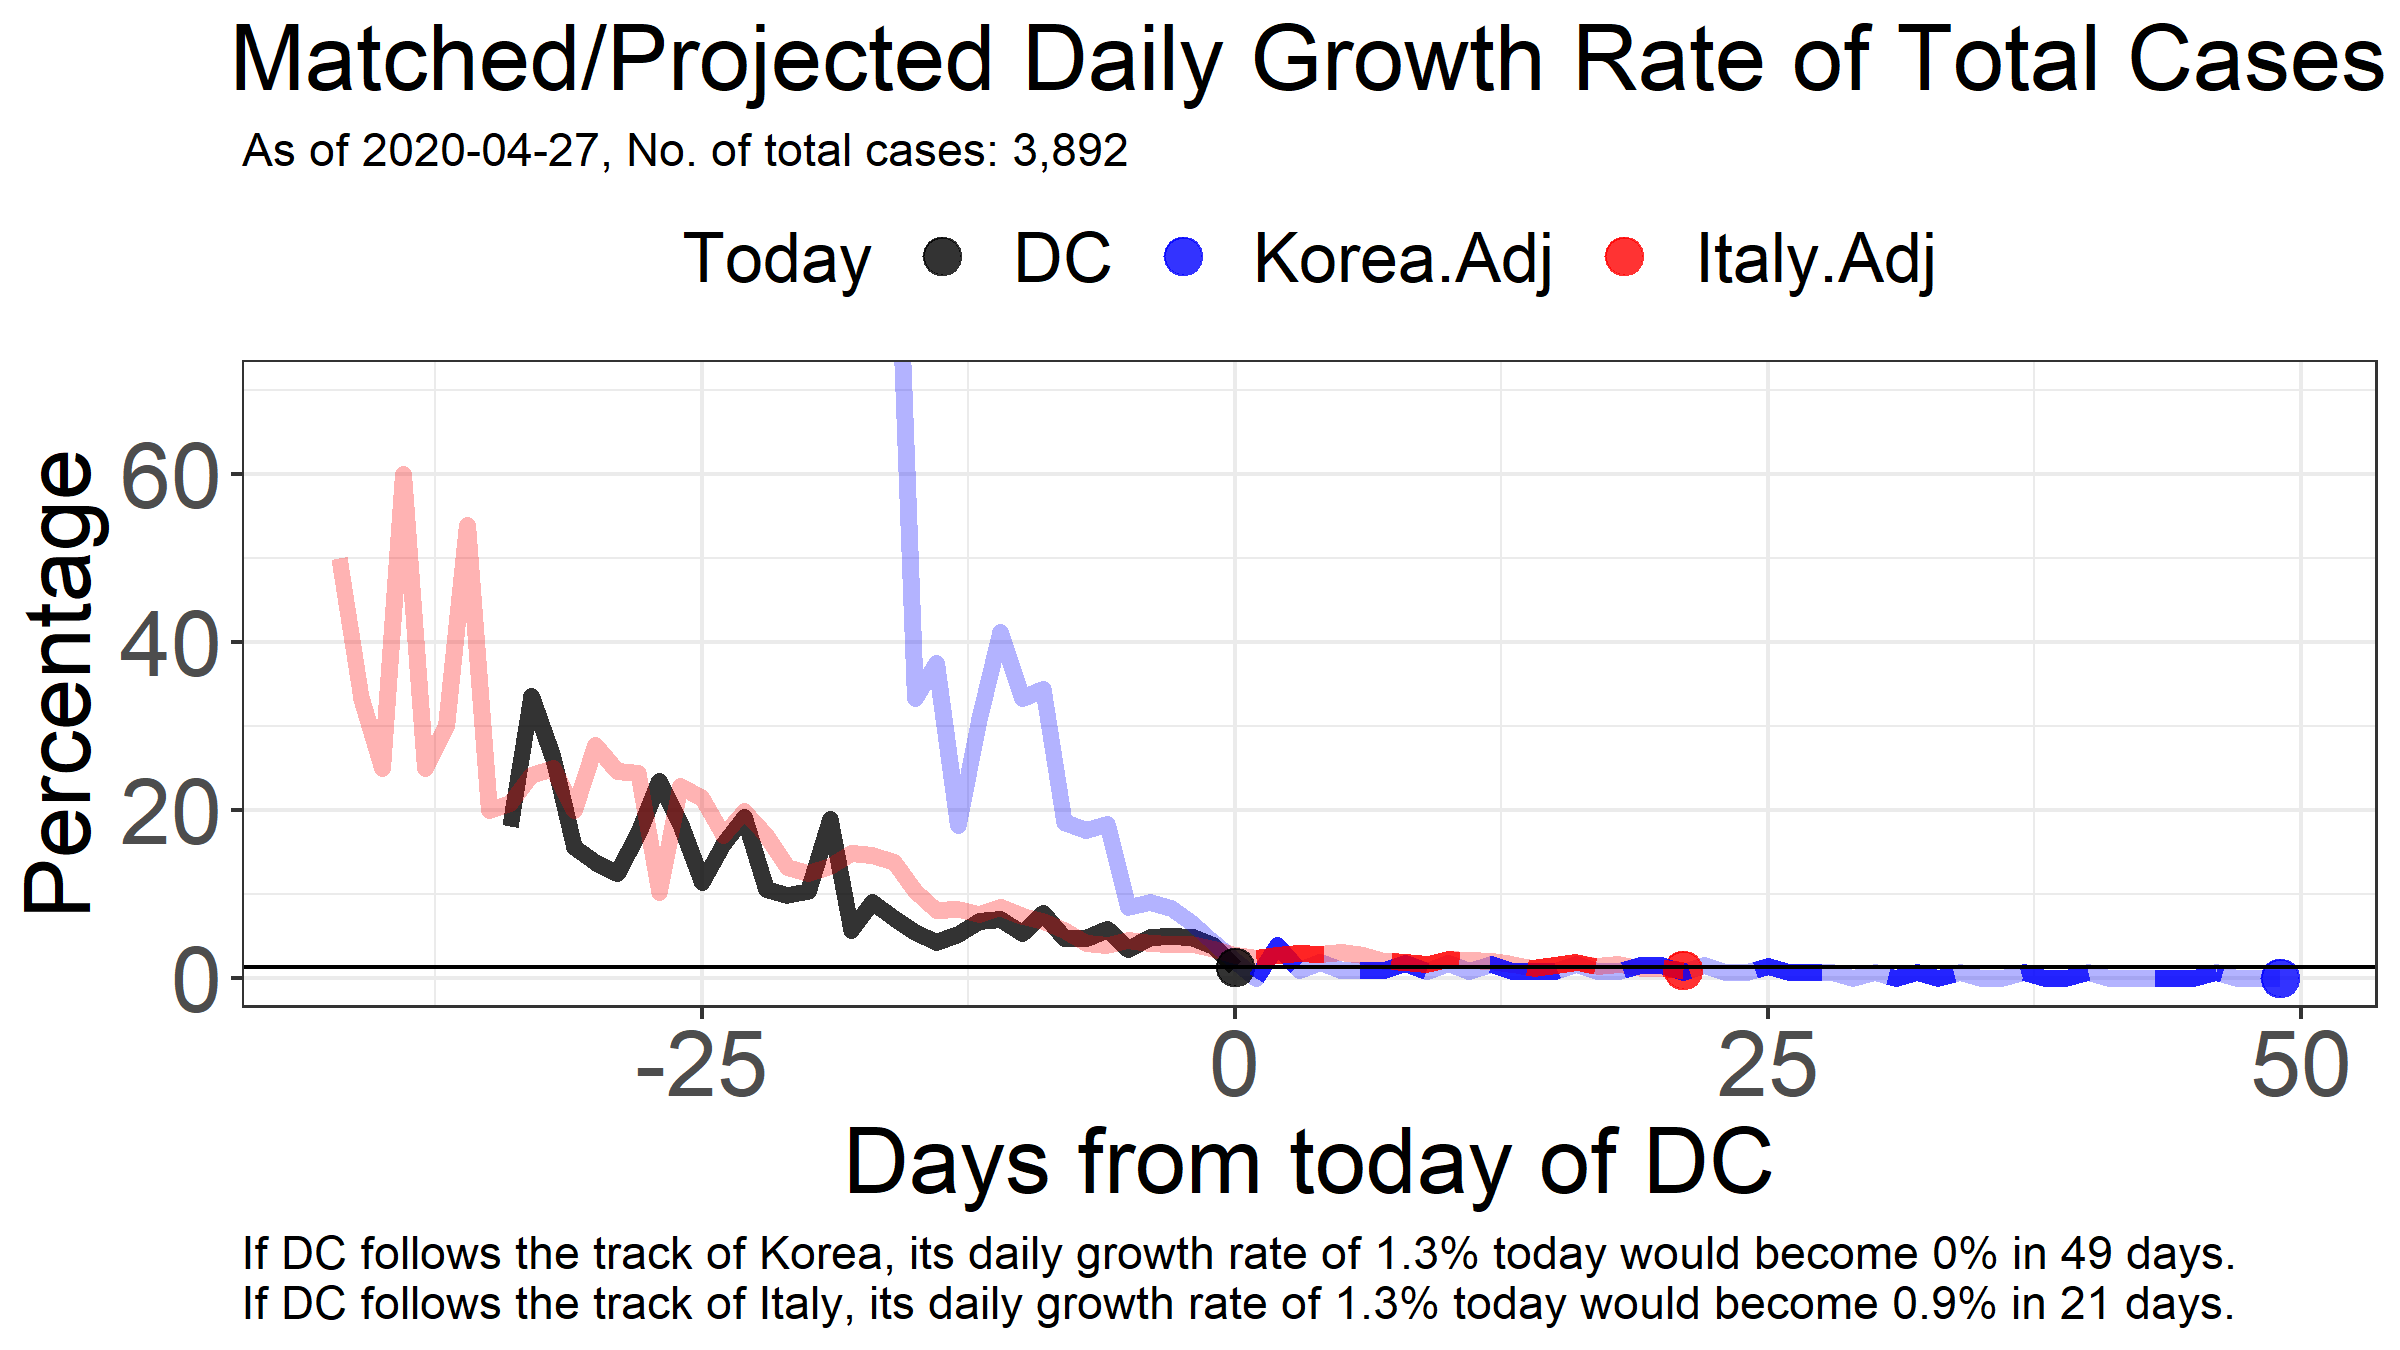 Matched/Projected Daily Growth Rate of Total Cases
As of 2020-04-27, No. of total cases: 3,892
Today DC Korea.Adj Italy.Adj
Percentage
60
40
20
0
-25 0 25 50
Days from today of DC
If DC follows the track of Korea, its daily growth rate of 1.3% today would become 0% in 49 days.
If DC follows the track of Italy, its daily growth rate of 1.3% today would become 0.9% in 21 days.